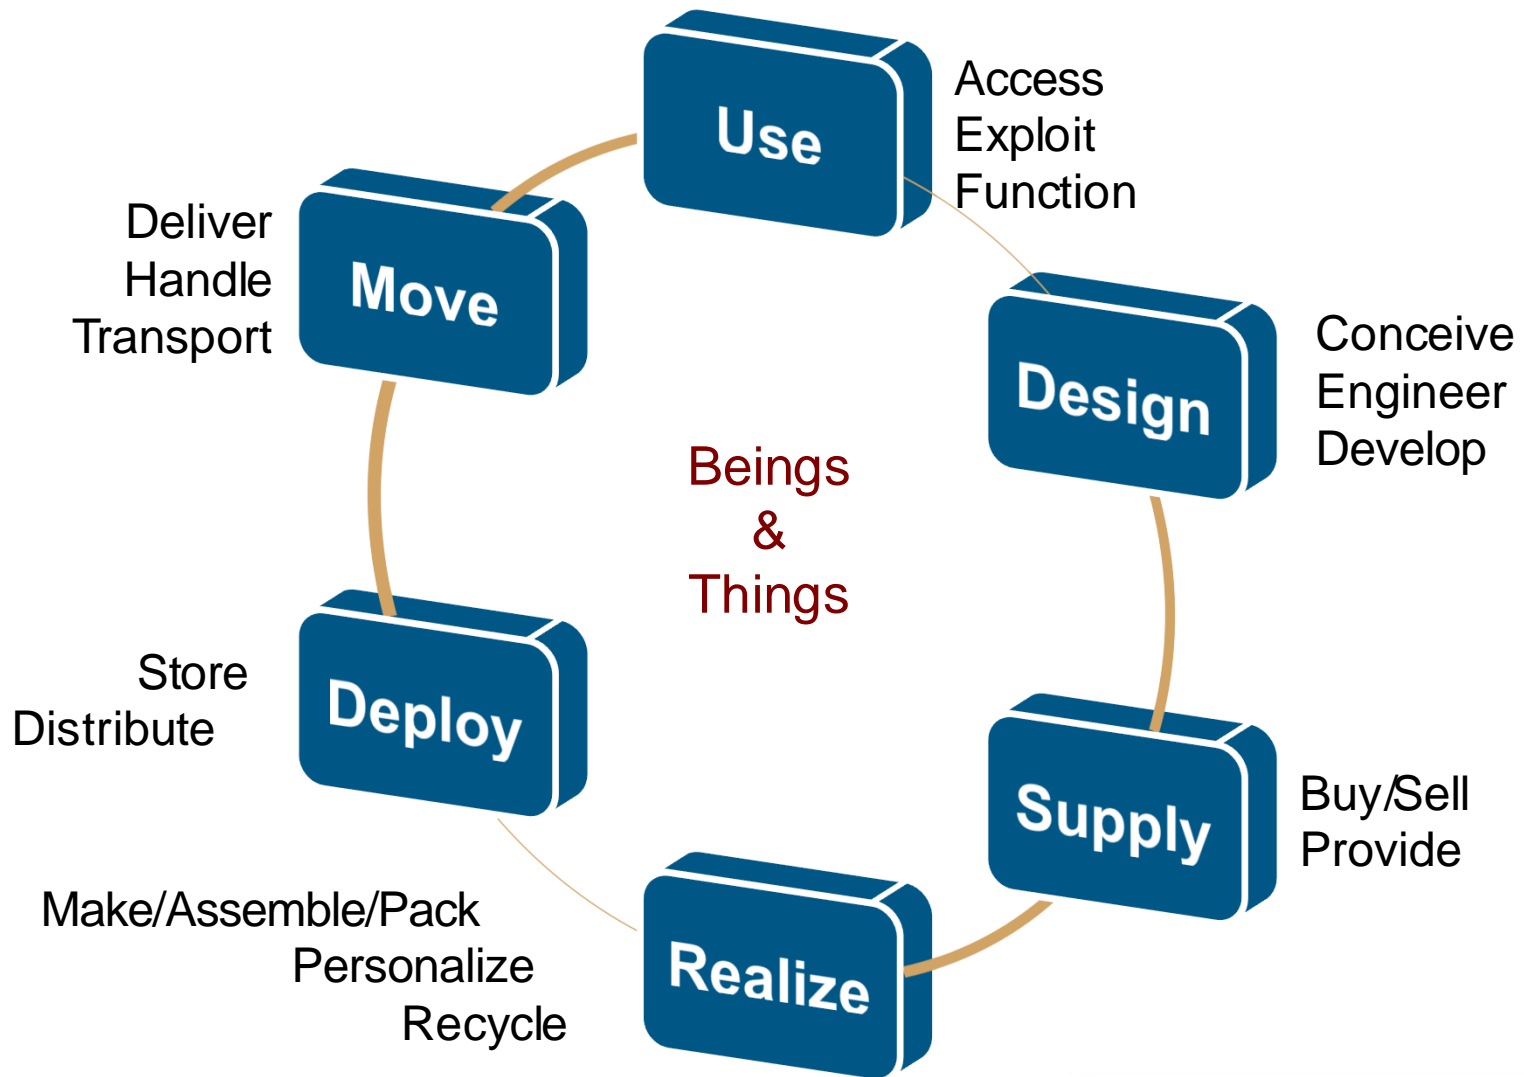 Use
Access
Exploit
Function
Design
Conceive
Engineer
Develop
Supply
Buy/Sell
Provide
Realize
Make/Assemble/Pack
Personalize
Recycle
Deploy
Store
Distribute
Move
Deliver
Handle
Transport
Beings
&
Things